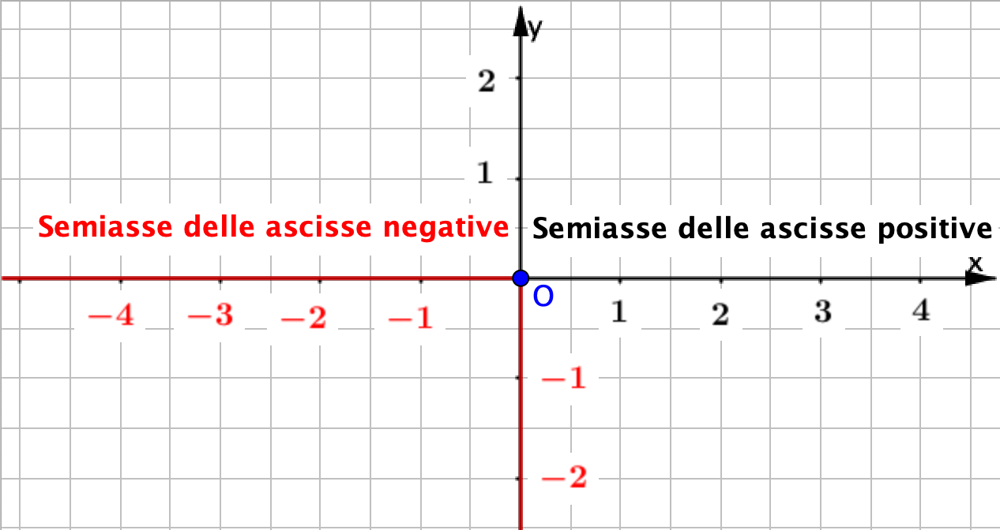 y
2
1
Semiasse delle ascisse negative
Semiasse delle ascisse positive
x
O
−4 −3 −2 −1
1 2 3 4
−1
−2